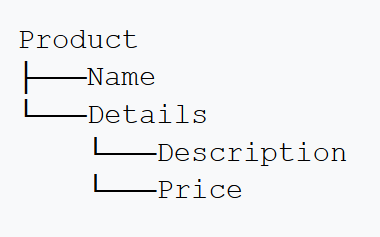 Product
├──Name
└──Details
    └──Description
    └──Price